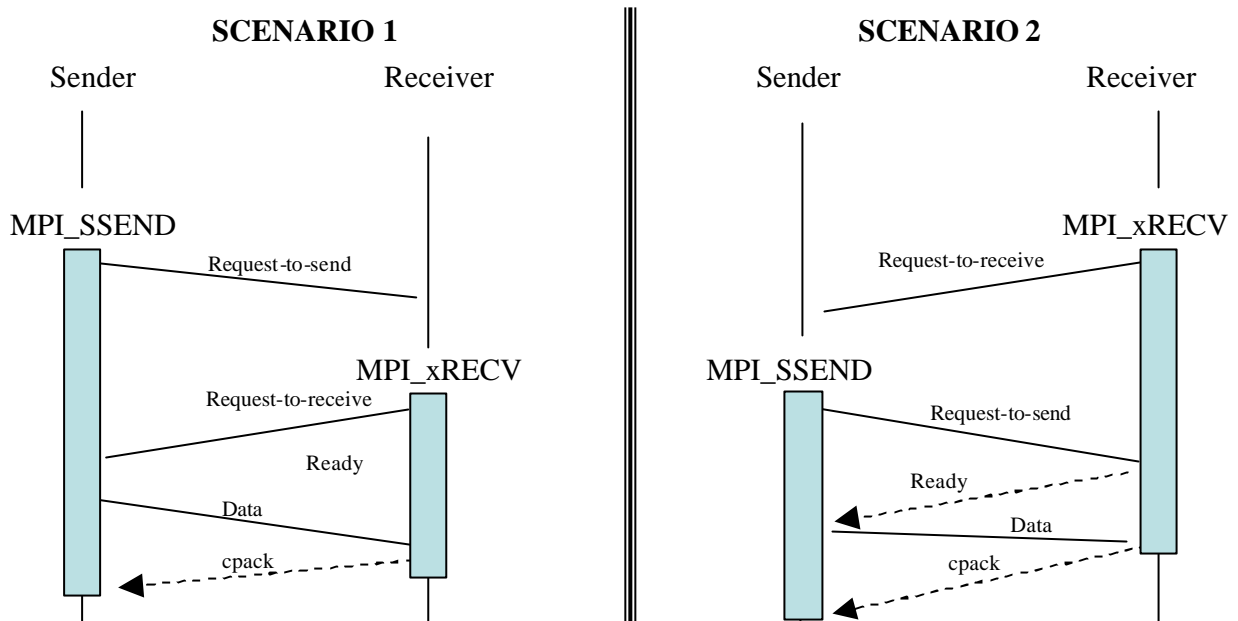 SCENARIO 1
Sender
Receiver
MPI_SSEND
Request-to-send
MPI_xRECV
Request-to-receive
Ready
Data
cpack
SCENARIO 2
Sender
Receiver
MPI_xRECV
Request-to-receive
MPI_SSEND
Request-to-send
Ready
Data
cpack